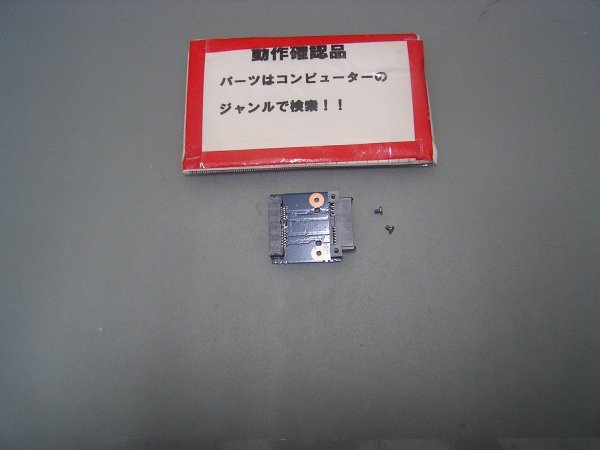 動作確認品
パーツはコンピューターの
ジャンルで検索！！